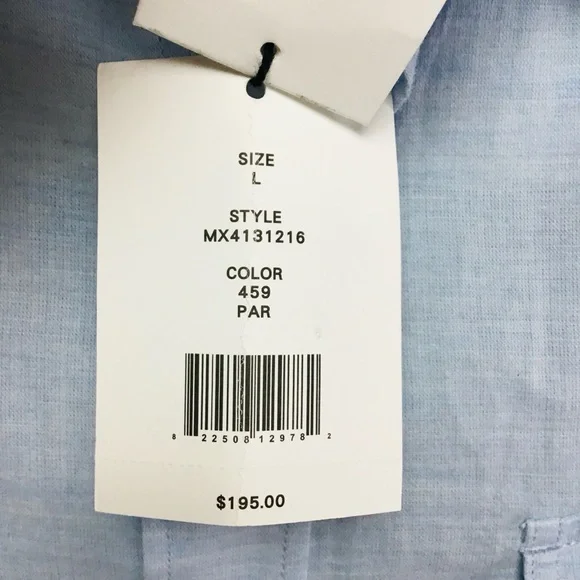 SIZE
L
STYLE
MX4131216
COLOR
459
PAR
8 22508 12978 2
$195.00